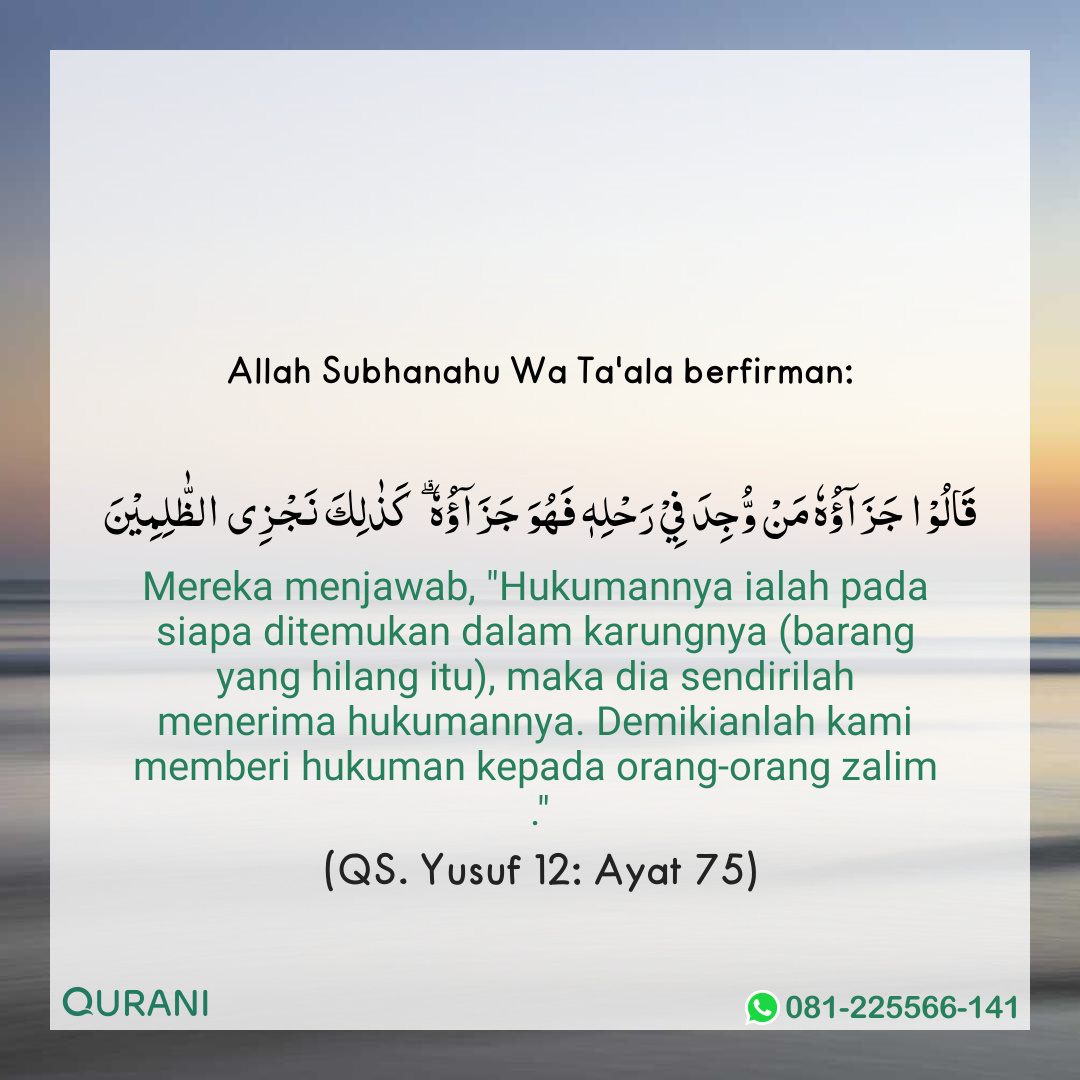 Allah Subhanahu Wa Ta'ala berfirman:
قَالُوْا جَزَاۤؤُهٗ مَنْ وُّجِدَ فِيْ رَحْلِهٖ فَهُوَ جَزَاۤؤُهٗ ۗ كَذٰلِكَ نَجْزِى الظّٰلِمِيْنَ
Mereka menjawab, "Hukumannya ialah pada
siapa ditemukan dalam karungnya (barang
yang hilang itu), maka dia sendirilah
menerima hukumannya. Demikianlah kami
memberi hukuman kepada orang-orang zalim
."
(QS. Yusuf 12: Ayat 75)
QURANI
081-225566-141